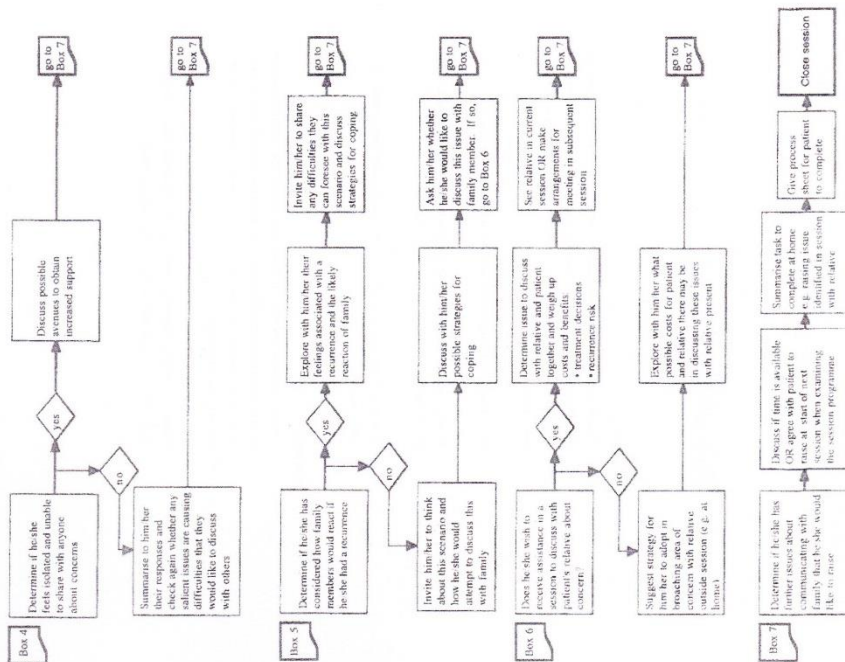 Box 4
Determine if he she
feels isolated and unable
to share with anyone
about concerns
yes
Discuss possible
avenues to obtain
increased support
go to
Box 7
no
Summarise to him her
their responses and
check again whether any
salient issues are causing
difficulties that they
would like to discuss
with others
go to
Box 7
Box 5
Determine if he she has
considered how family
members would react if
he she had a recurrence
yes
Explore with him her their
feelings associated with a
recurrence and the likely
reaction of family
Invite him her to share
any difficulties they
can foresee with this
scenario and discuss
strategies for coping
go to
Box 7
no
Invite him her to think
about this scenario and
how he she would
attempt to discuss this
with family
Discuss with him/her
possible strategies for
coping
Ask him her whether
he she would like to
discuss this issue with
family member. If so,
go to Box 6
go to
Box 7
Box 6
Does he she wish to
receive assistance in a
session to discuss with
patient's relative about
concern?
yes
Determine issue to discuss
with relative and patient
together and weigh up
costs and benefits:
* treatment decisions
* recurrence risk
See relative in current
session OR make
arrangements for
meeting in subsequent
session
go to
Box 7
no
Suggest strategy for
him her to adopt in
broaching area of
concern with relative
outside session (e.g. at
home)
Explore with him her what
possible costs for patient
and relative there may be
in discussing these issues
with relative present
go to
Box 7
Box 7
Determine if he she has
further issues about
communicating with
family that he she would
like to raise
Discuss if time is available
OR agree with patient to
raise at start of next
session when examining
the session programme
Summarise task to
complete at home
e.g. raising issue
identified in session
with relative
Give process
sheet for patient
to complete
Close session